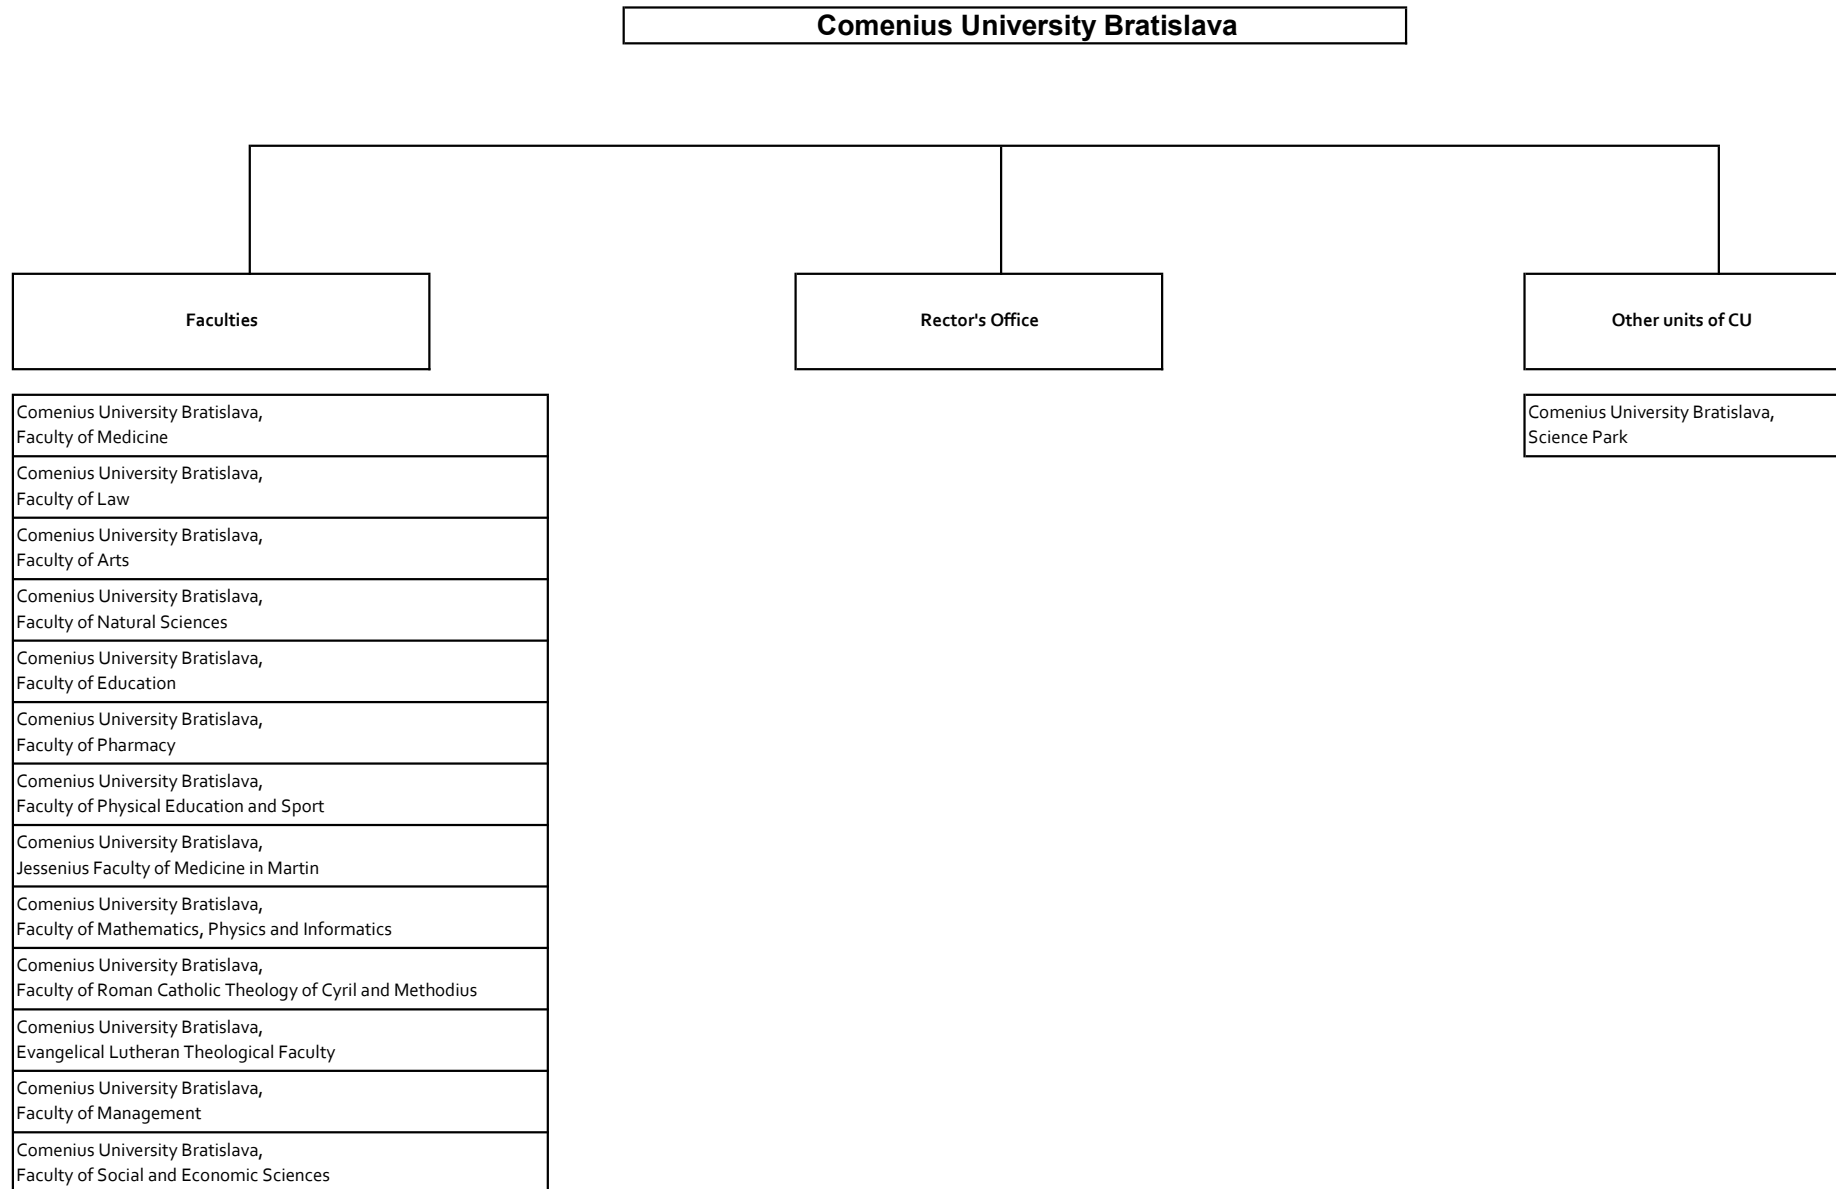 Comenius University Bratislava
Faculties
Rector's Office
Other units of CU
Comenius University Bratislava,
Faculty of Medicine
Comenius University Bratislava,
Faculty of Law
Comenius University Bratislava,
Faculty of Arts
Comenius University Bratislava,
Faculty of Natural Sciences
Comenius University Bratislava,
Faculty of Education
Comenius University Bratislava,
Faculty of Pharmacy
Comenius University Bratislava,
Faculty of Physical Education and Sport
Comenius University Bratislava,
Jessenius Faculty of Medicine in Martin
Comenius University Bratislava,
Faculty of Mathematics, Physics and Informatics
Comenius University Bratislava,
Faculty of Roman Catholic Theology of Cyril and Methodius
Comenius University Bratislava,
Evangelical Lutheran Theological Faculty
Comenius University Bratislava,
Faculty of Management
Comenius University Bratislava,
Faculty of Social and Economic Sciences
Comenius University Bratislava,
Science Park